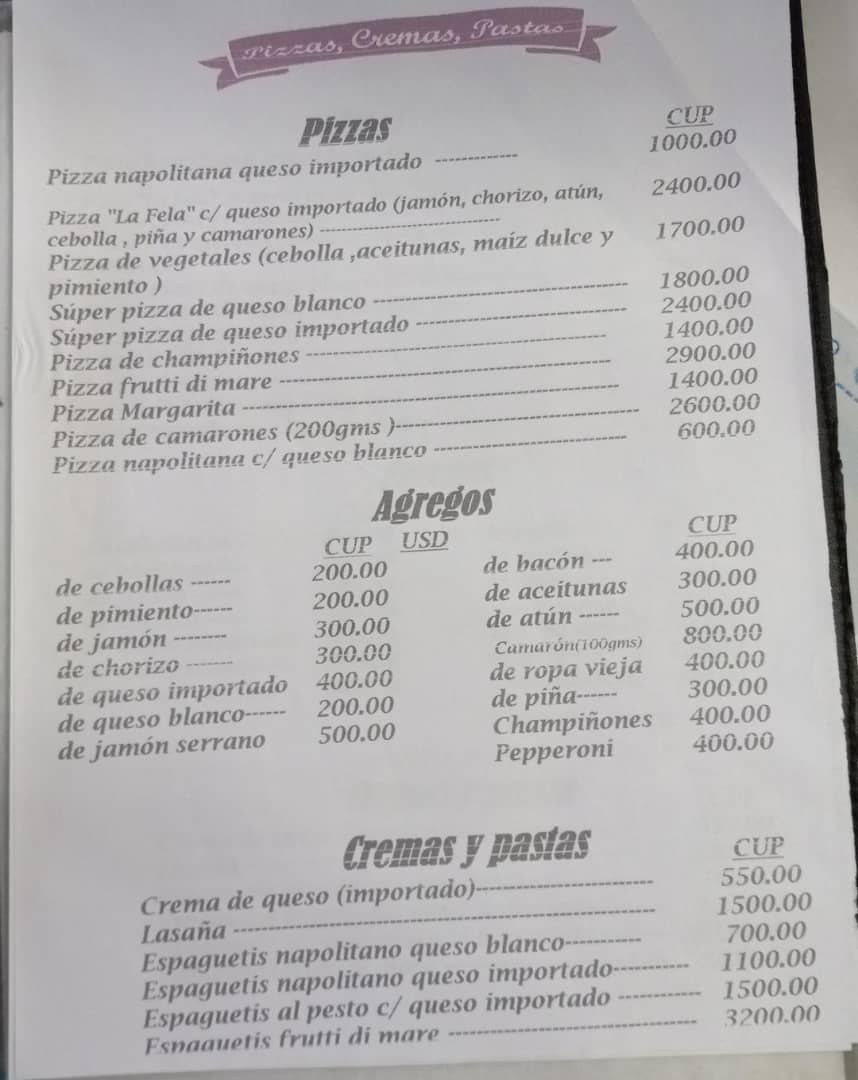 Pizzas, Cremas, Pastas
Pizzas CUP
Pizza napolitana queso importado ------------- 1000.00
Pizza "La Fela" c/ queso importado (jamón, chorizo, atún, 2400.00
cebolla , piña y camarones) ------------------------------
Pizza de vegetales (cebolla ,aceitunas, maíz dulce y 1700.00
pimiento )
Súper pizza de queso blanco ------------------------------------------ 1800.00
Súper pizza de queso importado ----------------------------------- 2400.00
Pizza de champiñones -------------------------------------------------- 1400.00
Pizza frutti di mare ------------------------------------------------------- 2900.00
Pizza Margarita -------------------------------------------------------------- 1400.00
Pizza de camarones (200gms )---------------------------------------- 2600.00
Pizza napolitana c/ queso blanco -------------------------------- 600.00
Agregos
CUP USD CUP
de cebollas ------ 200.00 de bacón --- 400.00
de pimiento------ 200.00 de aceitunas 300.00
de jamón -------- 300.00 de atún ------ 500.00
de chorizo ------- 300.00 Camarón(100gms) 800.00
de queso importado 400.00 de ropa vieja 400.00
de queso blanco------ 200.00 de piña------ 300.00
de jamón serrano 500.00 Champiñones 400.00
Pepperoni 400.00
Cremas y pastas CUP
Crema de queso (importado)----------------------------- 550.00
Lasaña ---------------------------------------------------------------------- 1500.00
Espaguetis napolitano queso blanco----------- 700.00
Espaguetis napolitano queso importado----------- 1100.00
Espaguetis al pesto c/ queso importado ------------ 1500.00
Espaguetis frutti di mare ------------------------------------ 3200.00